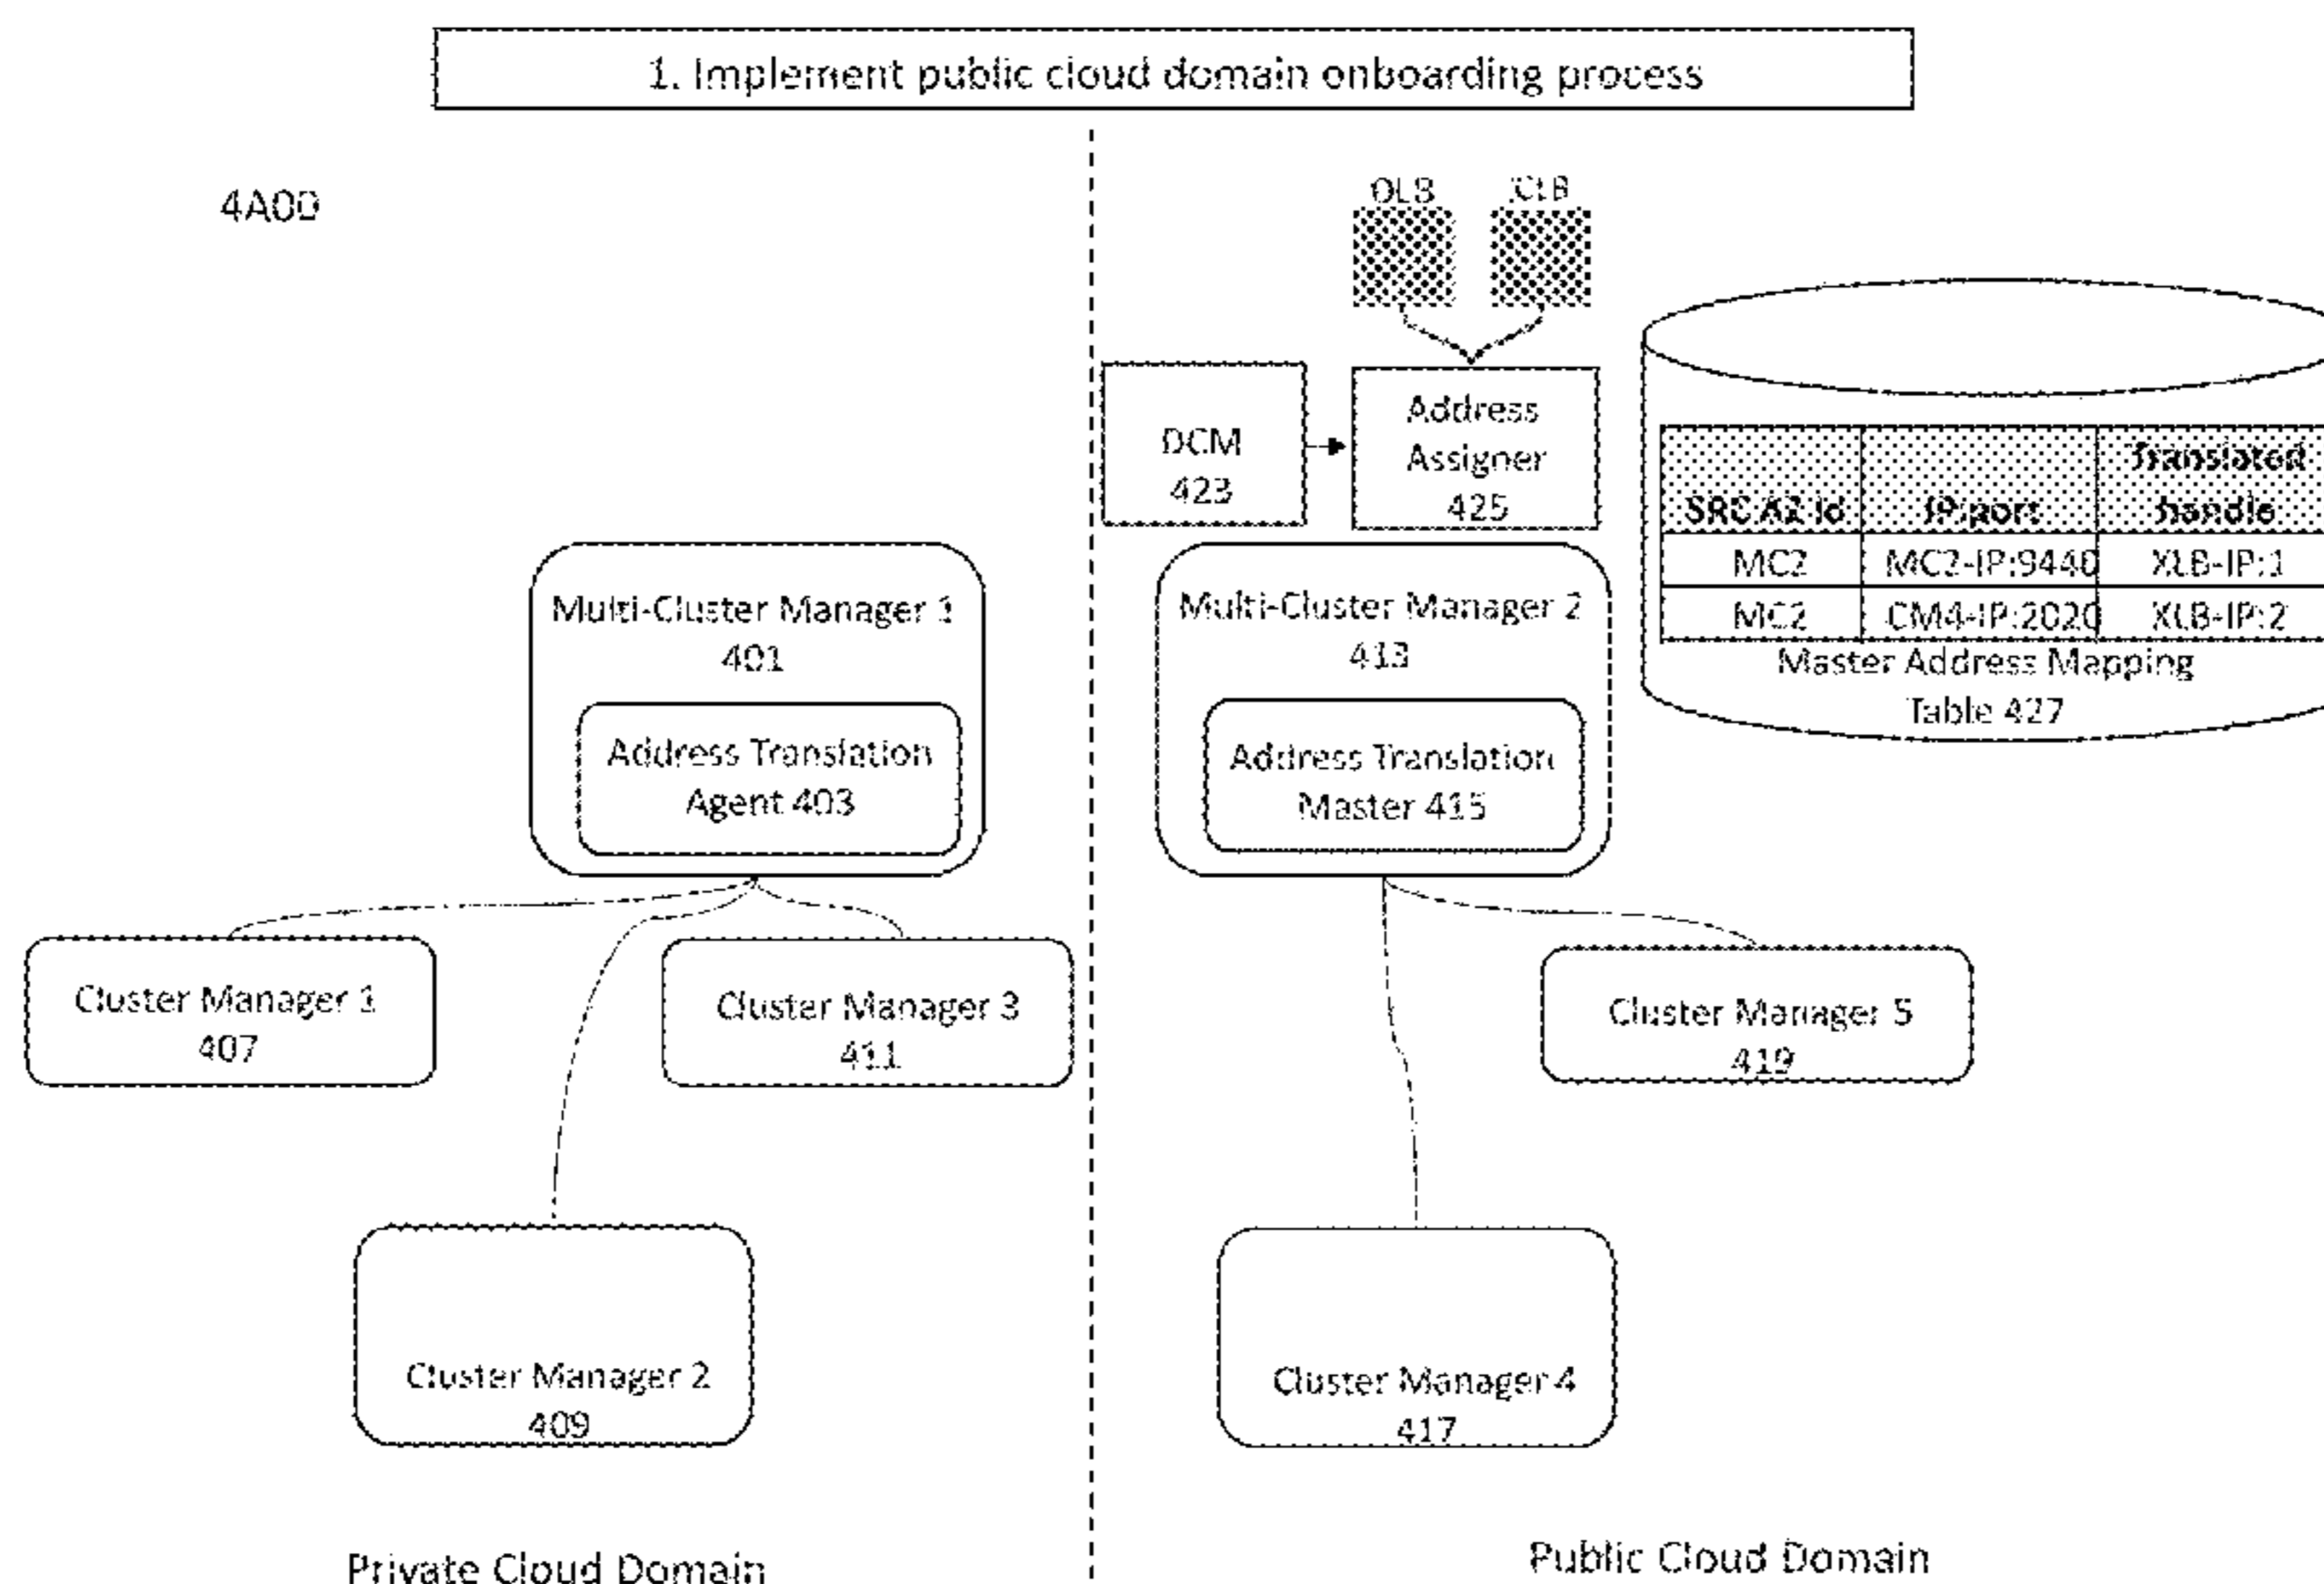 1. Implement public cloud domain onboarding process
4A00
OLB
CLB
DCM
423
Address
Assigner
425
Translated
SRC AZ Id
IP:port
handle
MC2
MC2-IP:9440
XLB-IP:1
MC2
CM4-IP:2020
XLB-IP:2
Master Address Mapping
Table 427
Multi-Cluster Manager 1
401
Address Translation
Agent 403
Multi-Cluster Manager 2
413
Address Translation
Master 415
Cluster Manager 1
407
Cluster Manager 3
411
Cluster Manager 5
419
Cluster Manager 2
409
Cluster Manager 4
417
Private Cloud Domain
Public Cloud Domain